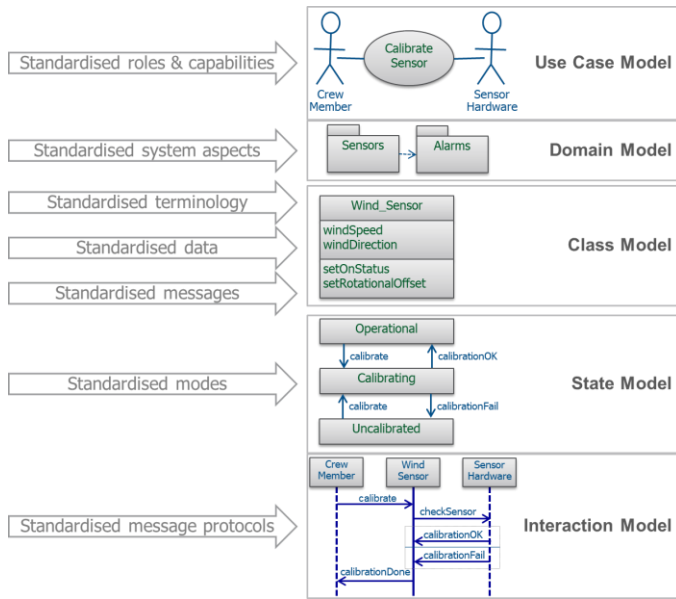 Standardised roles & capabilities
Calibrate
Sensor
Crew
Member
Sensor
Hardware
Use Case Model
Standardised system aspects
Sensors
Alarms
Domain Model
Standardised terminology
Standardised data
Standardised messages
Wind_Sensor
windSpeed
windDirection
setOnStatus
setRotationalOffset
Class Model
Standardised modes
Operational
calibrate
calibrationOK
Calibrating
calibrate
calibrationFail
Uncalibrated
State Model
Standardised message protocols
Crew
Member
Wind
Sensor
Sensor
Hardware
calibrate
checkSensor
calibrationOK
calibrationFail
calibrationDone
Interaction Model